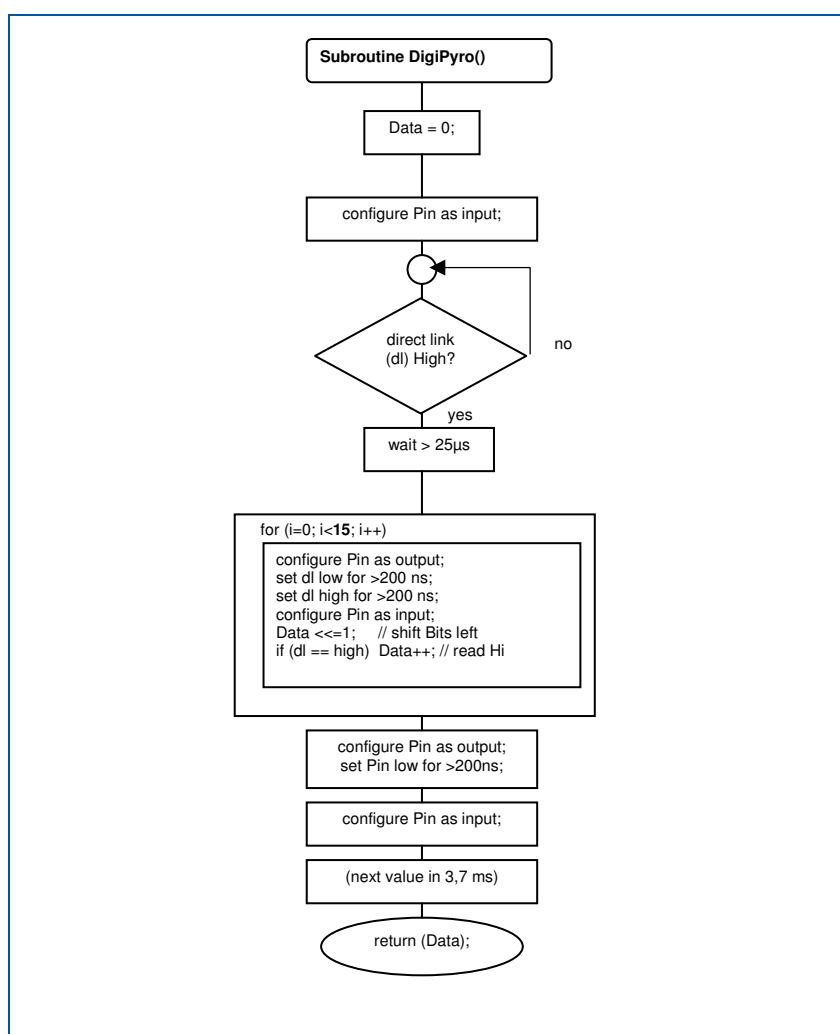 Subroutine DigiPyro()
Data = 0;
configure Pin as input;
direct link
(dl) High?
no
yes
wait > 25µs
for (i=0; i<15; i++)
configure Pin as output;
set dl low for >200 ns;
set dl high for >200 ns;
configure Pin as input;
Data <<=1; // shift Bits left
if (dl == high) Data++; // read Hi
configure Pin as output;
set Pin low for >200ns;
configure Pin as input;
(next value in 3,7 ms)
return (Data);